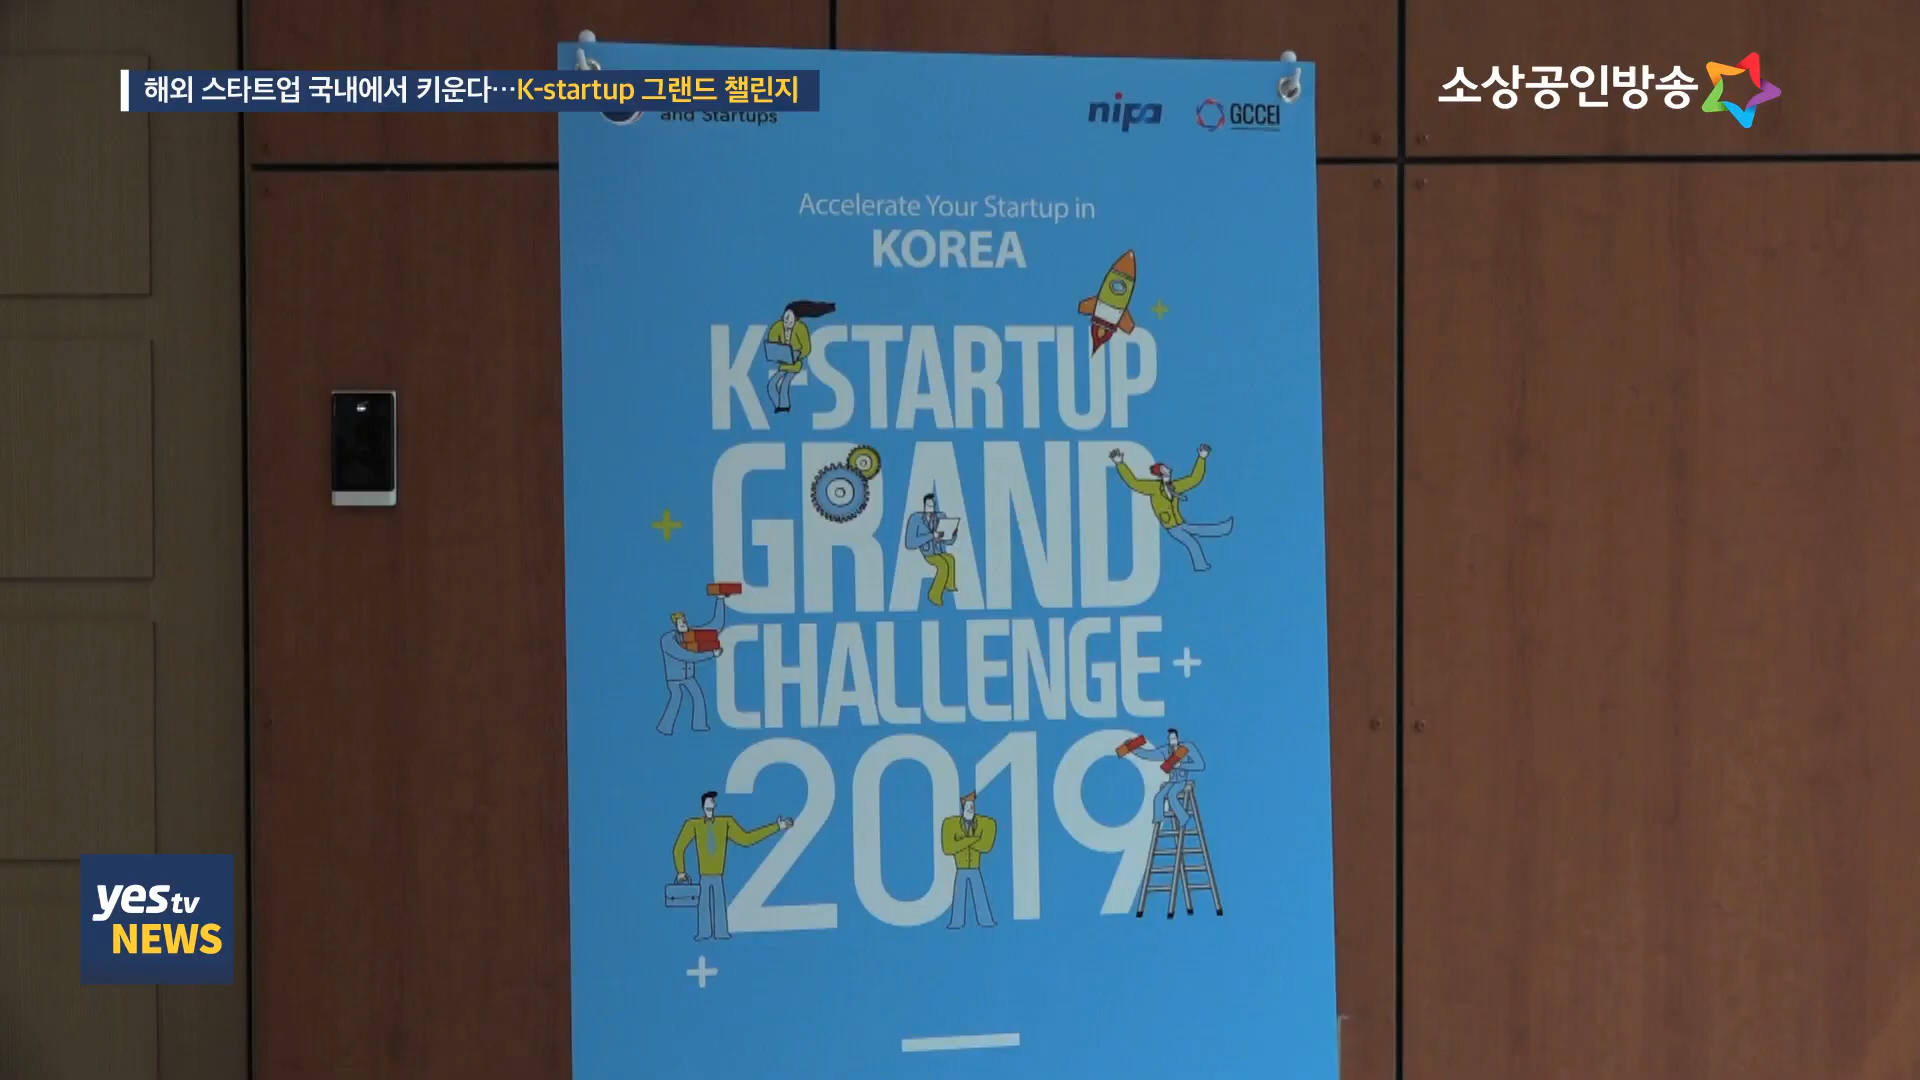 해외 스타트업 국내에서 키운다…K-startup 그랜드 챌린지
소상공인방송
and Startups
nipa
GCCEI
Accelerate Your Startup in
KOREA
K-STARTUP
GRAND
CHALLENGE
2019
yes tv
NEWS